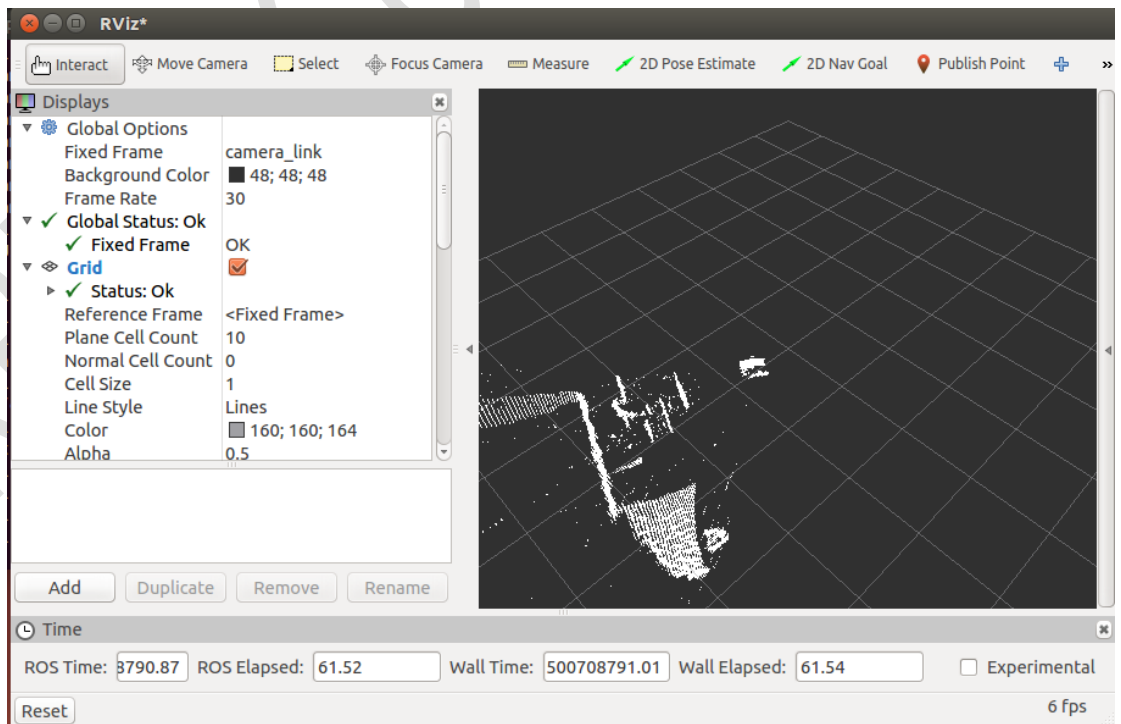 RViz*
Interact Move Camera Select Focus Camera Measure 2D Pose Estimate 2D Nav Goal Publish Point »
Displays
Global Options
Fixed Frame camera_link
Background Color 48; 48; 48
Frame Rate 30
Global Status: Ok
Fixed Frame OK
Grid
Status: Ok
Reference Frame <Fixed Frame>
Plane Cell Count 10
Normal Cell Count 0
Cell Size 1
Line Style Lines
Color 160; 160; 164
Alpha 0.5
Add Duplicate Remove Rename
Time
ROS Time: 8790.87 ROS Elapsed: 61.52 Wall Time: 500708791.01 Wall Elapsed: 61.54 Experimental
Reset 6 fps